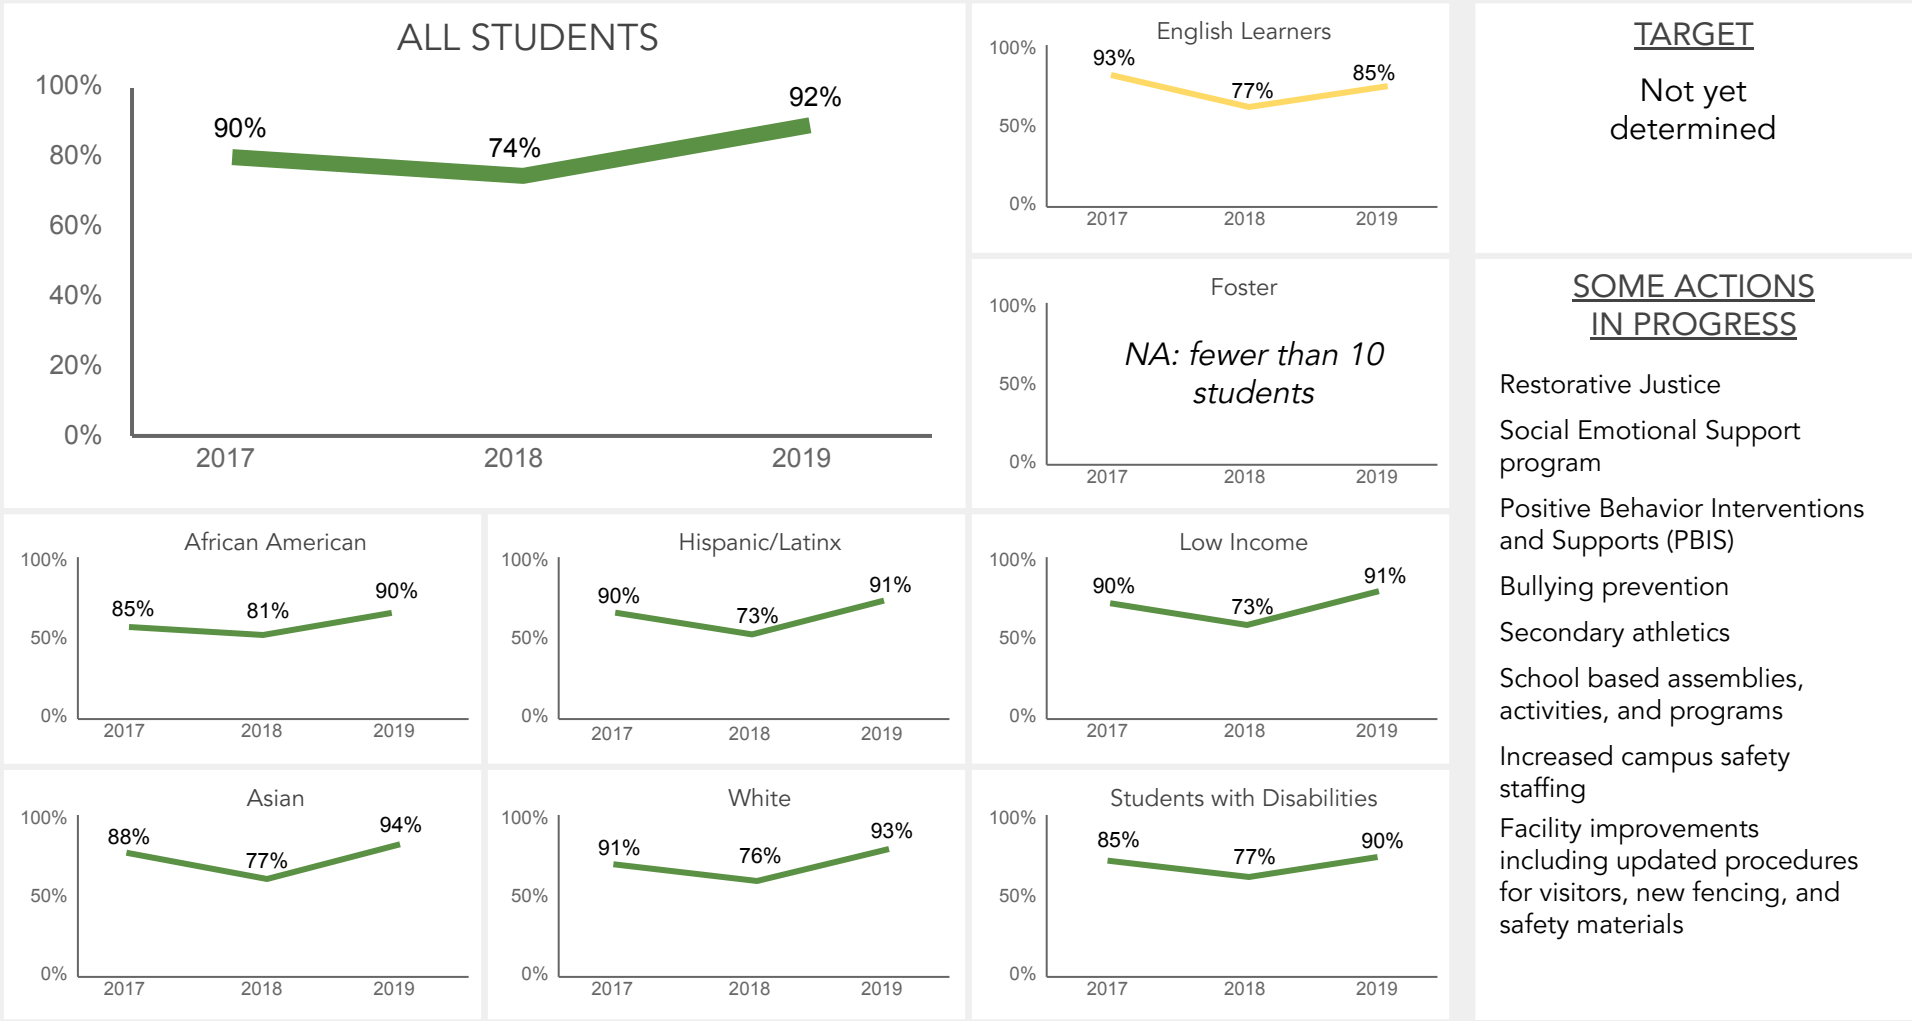 ALL STUDENTS
100%
80%
60%
40%
20%
0%
90%
74%
92%
2017
2018
2019
English Learners
100%
50%
0%
93%
77%
85%
2017
2018
2019
Foster
100%
50%
0%
NA: fewer than 10
students
2017
2018
2019
African American
100%
50%
0%
85%
81%
90%
2017
2018
2019
Hispanic/Latinx
100%
50%
0%
90%
73%
91%
2017
2018
2019
Low Income
100%
50%
0%
90%
73%
91%
2017
2018
2019
Asian
100%
50%
0%
88%
77%
94%
2017
2018
2019
White
100%
50%
0%
91%
76%
93%
2017
2018
2019
Students with Disabilities
100%
50%
0%
85%
77%
90%
2017
2018
2019
TARGET
Not yet
determined
SOME ACTIONS
IN PROGRESS
Restorative Justice
Social Emotional Support
program
Positive Behavior Interventions
and Supports (PBIS)
Bullying prevention
Secondary athletics
School based assemblies,
activities, and programs
Increased campus safety
staffing
Facility improvements
including updated procedures
for visitors, new fencing, and
safety materials